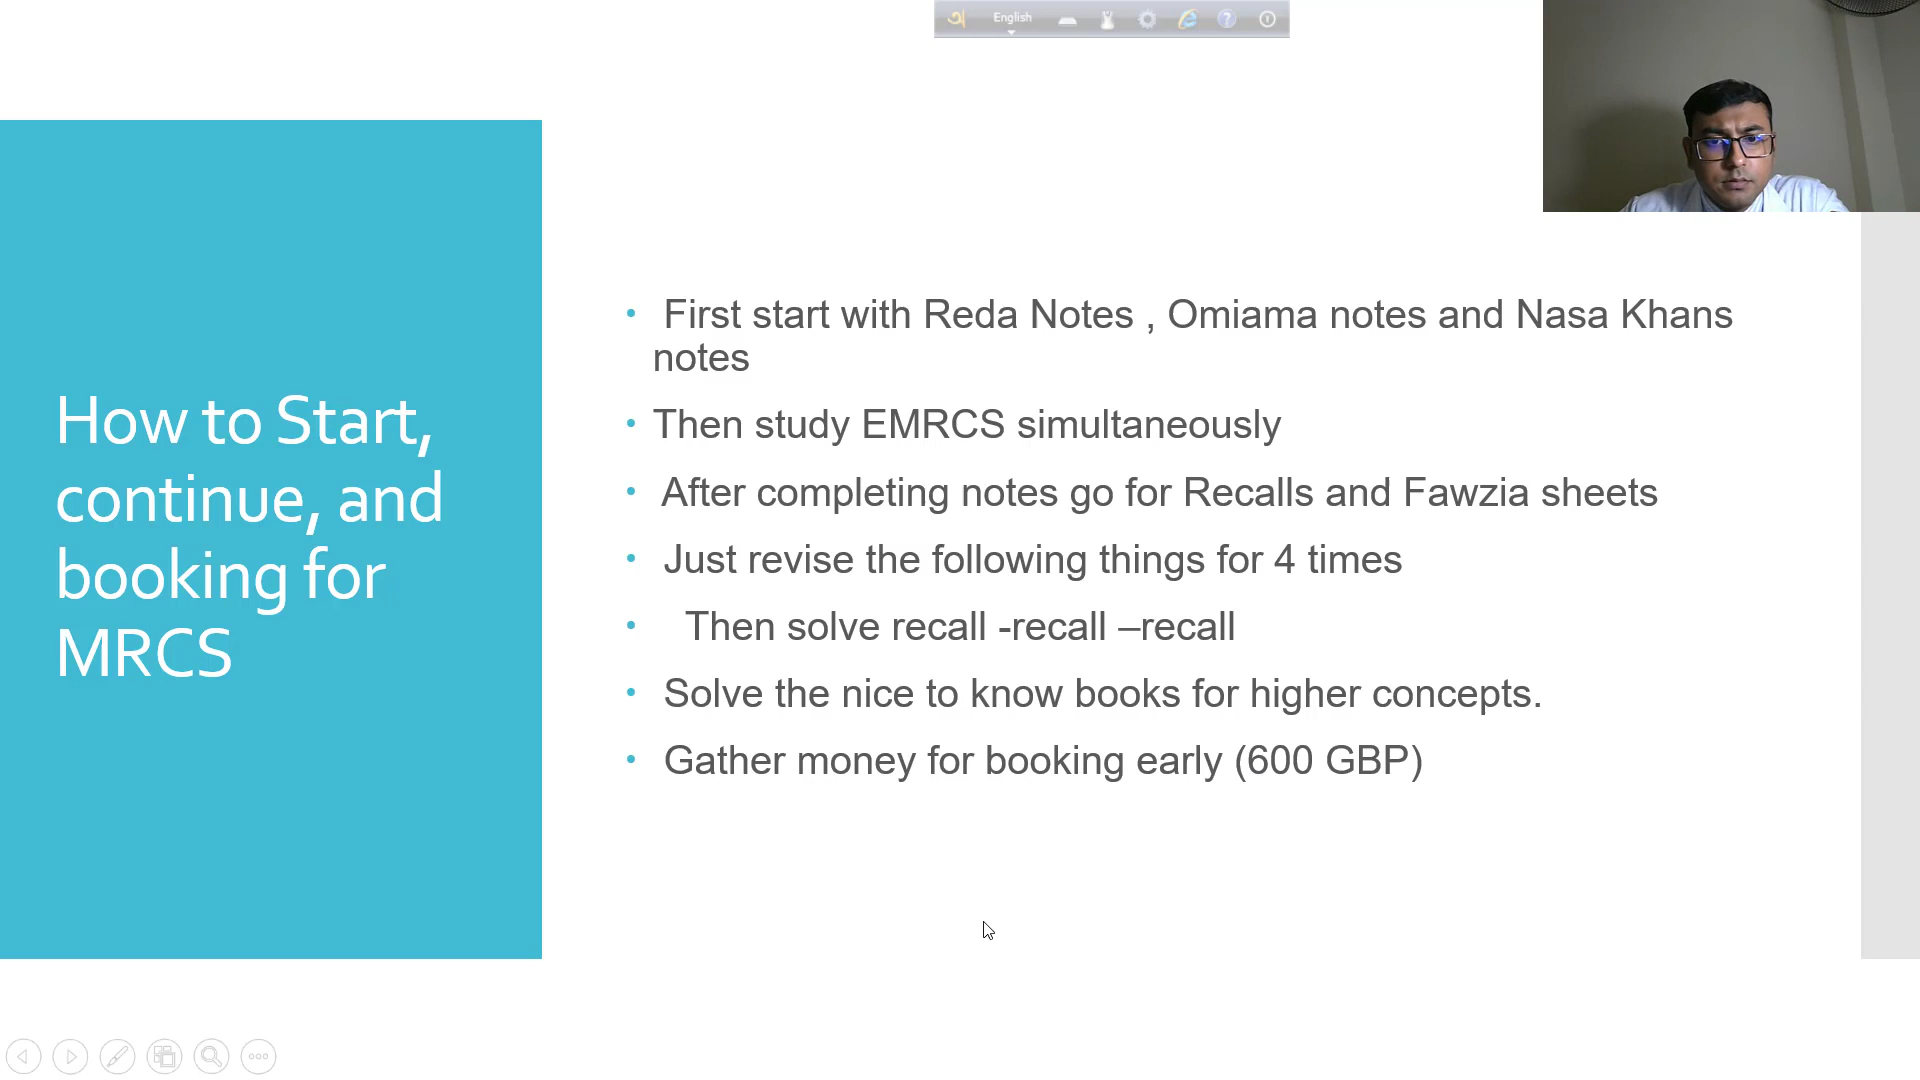 অ English
How to Start,
continue, and
booking for
MRCS
• First start with Reda Notes , Omiama notes and Nasa Khans
notes
• Then study EMRCS simultaneously
• After completing notes go for Recalls and Fawzia sheets
• Just revise the following things for 4 times
• Then solve recall -recall –recall
• Solve the nice to know books for higher concepts.
• Gather money for booking early (600 GBP)